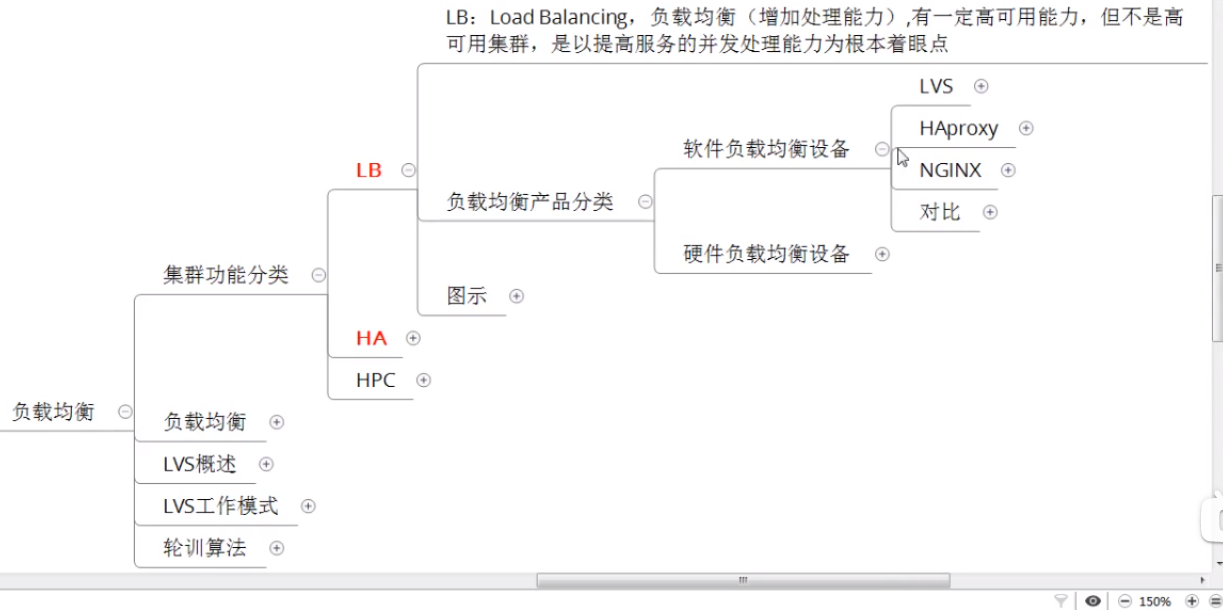 LB：Load Balancing，负载均衡（增加处理能力）,有一定高可用能力，但不是高
可用集群，是以提高服务的并发处理能力为根本着眼点
LVS
HAproxy
软件负载均衡设备
NGINX
LB
负载均衡产品分类
对比
硬件负载均衡设备
集群功能分类
图示
HA
HPC
负载均衡
负载均衡
LVS概述
LVS工作模式
轮训算法
150%